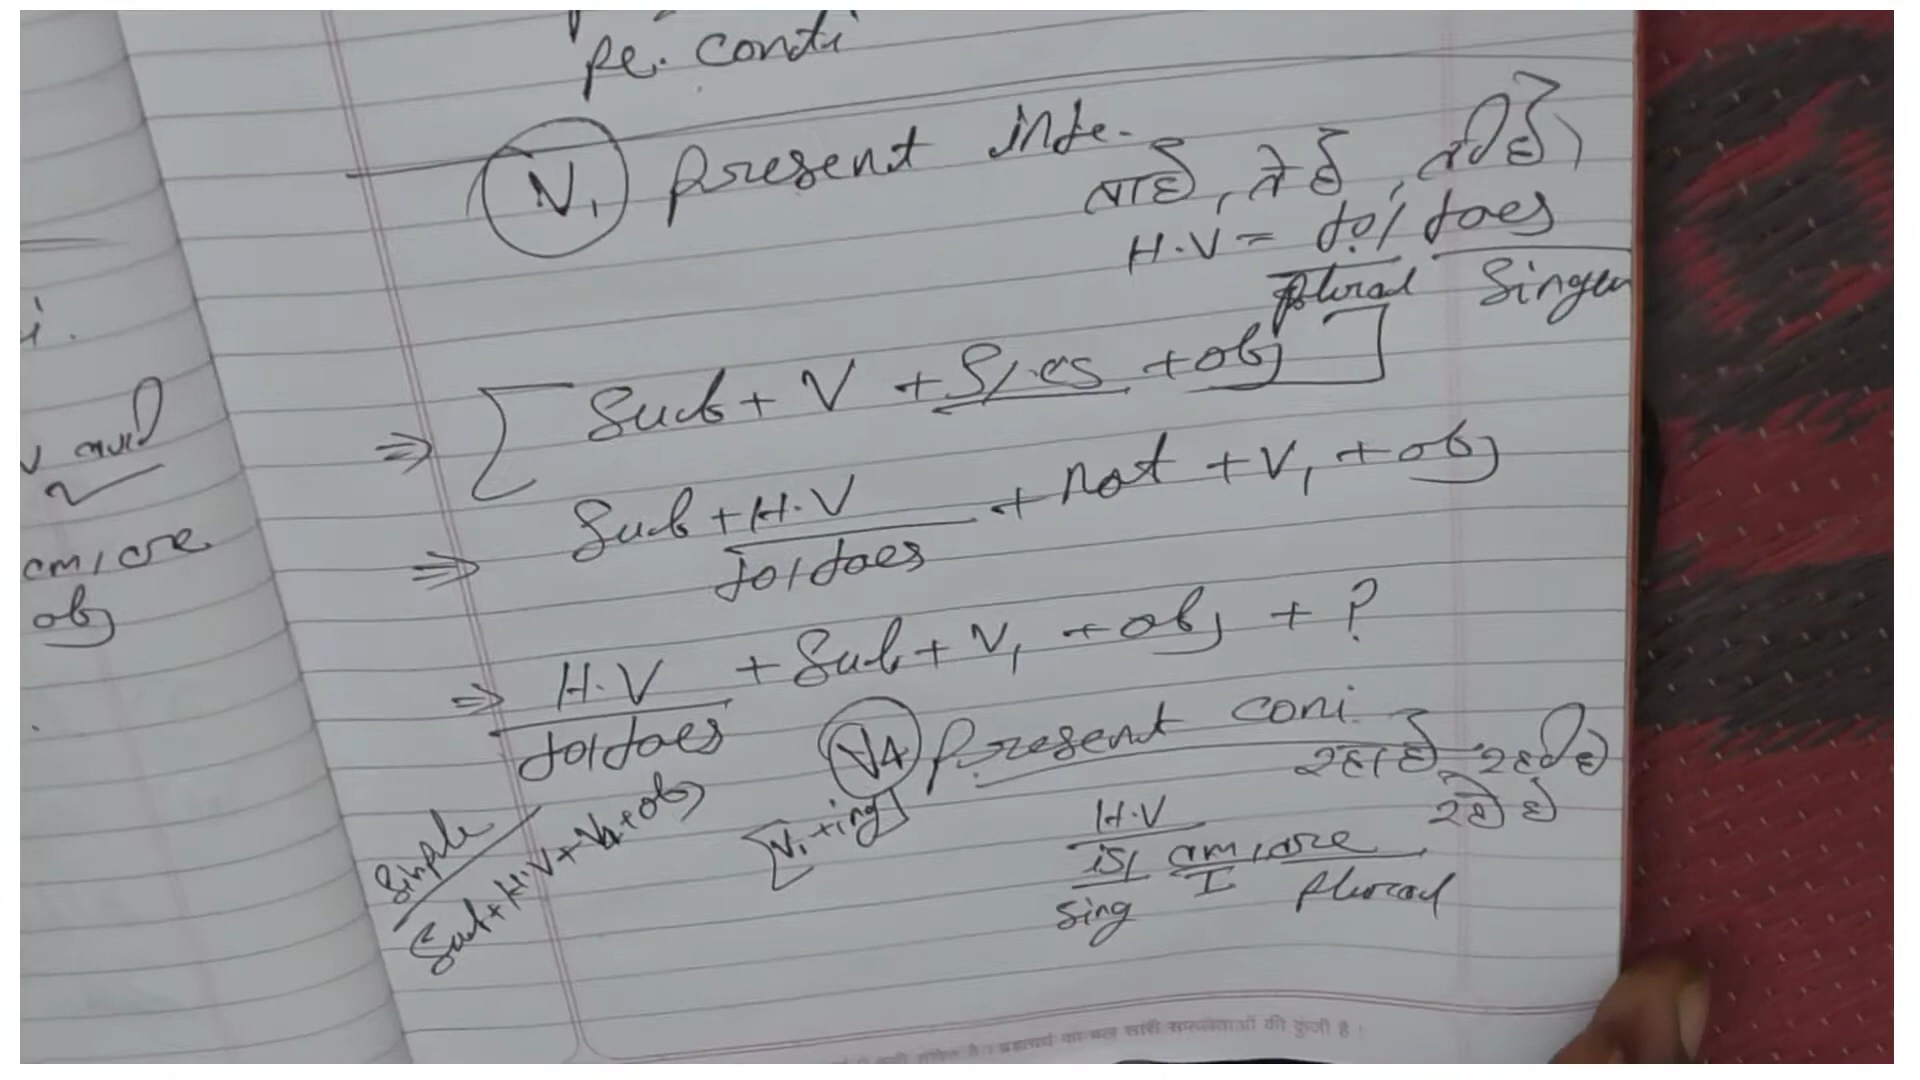 pe. conti
V1 Present inde.
ता है, ते है, ती है,
H.V = do/does
plural Singu
⇒ [Sub + V + S/es + obj]
⇒ Sub + H.V + not + V1 + obj
do/does
⇒ H.V + Sub + V1 + obj + ?
do/does
V4 Present coni
रहा है रही है
रहे है
[V1+ing]
H.V
is/ am/are
Sing I plural
Simple
Sub + H.V + V4 + obj
am, are
obj